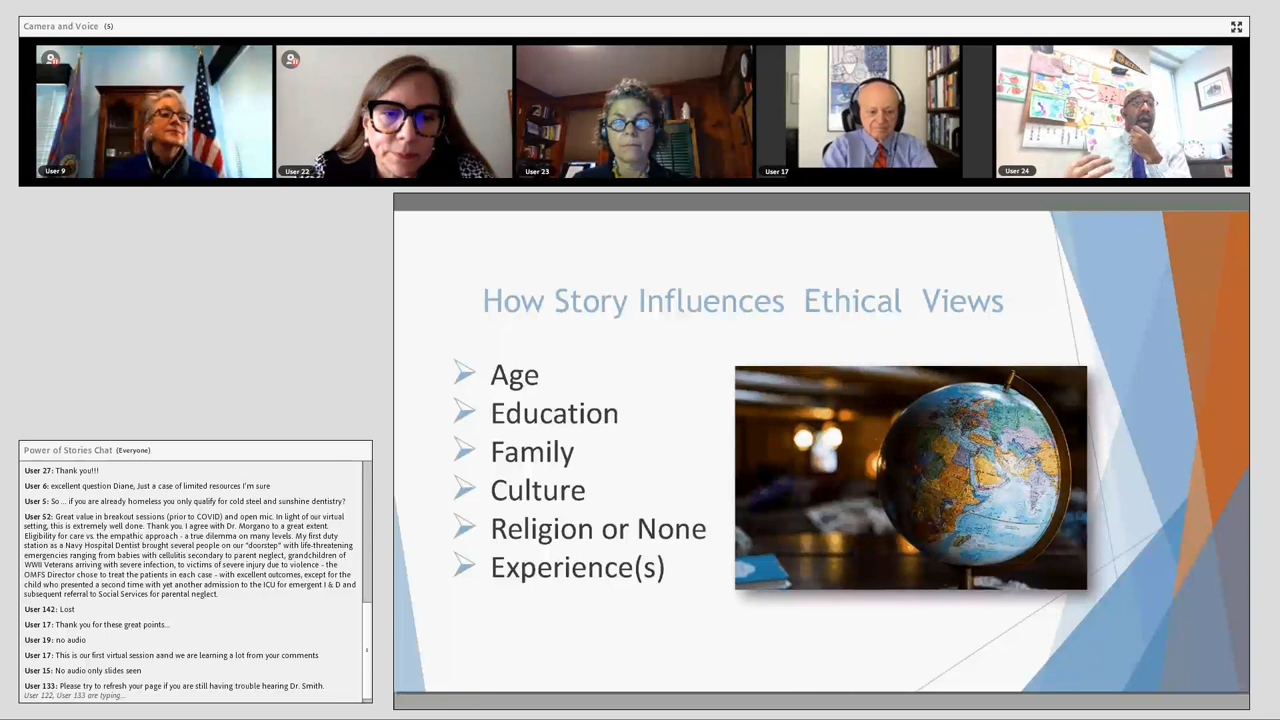 Camera and Voice (5)
User 9
User 22
User 23
User 17
User 24
How Story Influences Ethical Views
Age
Education
Family
Culture
Religion or None
Experience(s)
Power of Stories Chat (Everyone)
User 27: Thank you!!!
User 6: excellent question Diane, Just a case of limited resources I'm sure
User 5: So ... if you are already homeless you only qualify for cold steel and sunshine dentistry?
User 52: Great value in breakout sessions (prior to COVID) and open mic. In light of our virtual
setting, this is extremely well done. Thank you. I agree with Dr. Morgano to a great extent.
Eligibility for care vs. the empathic approach - a true dilemma on many levels. My first duty
station as a Navy Hospital Dentist brought several people on our "doorstep" with life-threatening
emergencies ranging from babies with cellulitis secondary to parent neglect, grandchildren of
WWII Veterans arriving with severe infection, to victims of severe injury due to violence - the
OMFS Director chose to treat the patients in each case - with excellent outcomes, except for the
child who presented a second time with yet another admission to the ICU for emergent I & D and
subsequent referral to Social Services for parental neglect.
User 142: Lost
User 17: Thank you for these great points...
User 19: no audio
User 17: This is our first virtual session aand we are learning a lot from your comments
User 15: No audio only slides seen
User 133: Please try to refresh your page if you are still having trouble hearing Dr. Smith.
User 122, User 133 are typing...